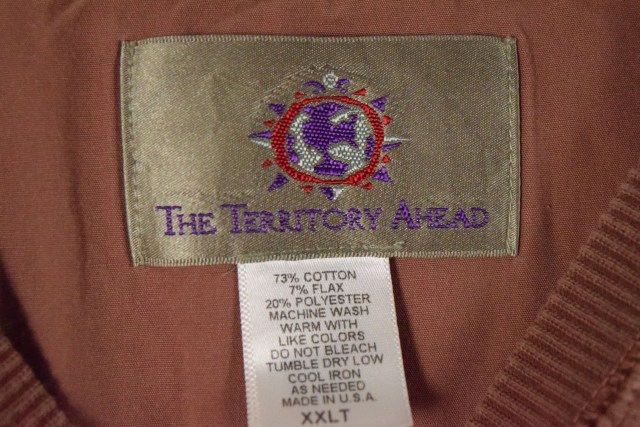 THE TERRITORY AHEAD
73% COTTON
7% FLAX
20% POLYESTER
MACHINE WASH
WARM WITH
LIKE COLORS
DO NOT BLEACH
TUMBLE DRY LOW
COOL IRON
AS NEEDED
MADE IN U.S.A.
XXLT